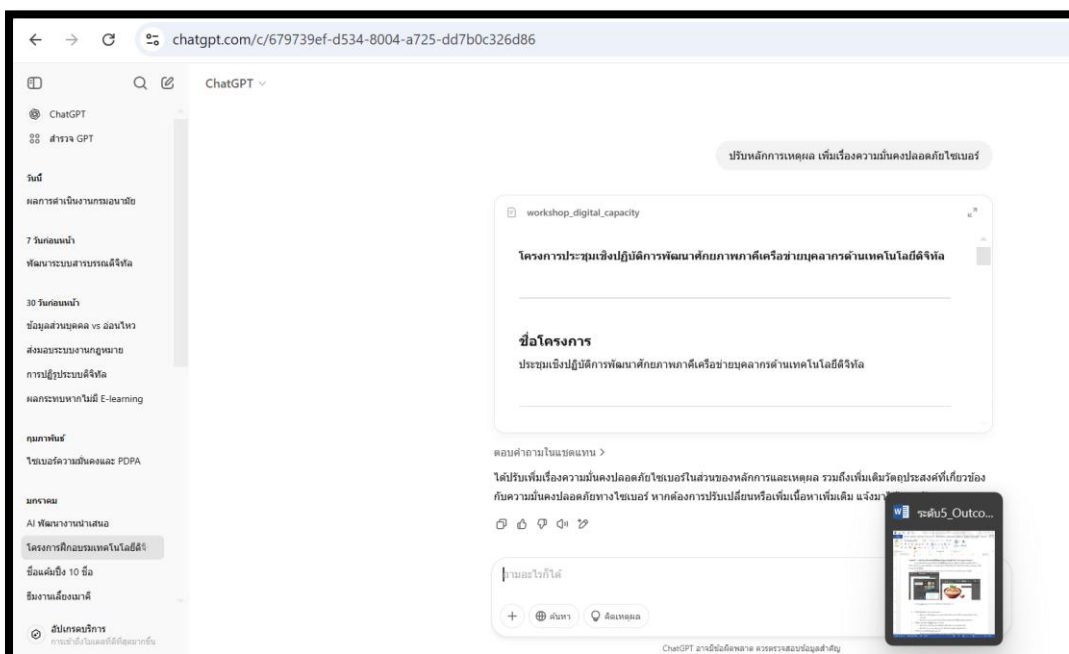 chatgpt.com/c/679739ef-d534-8004-a725-dd7b0c326d86
ChatGPT
ChatGPT
สำรวจ GPT
วันนี้
ผลการดำเนินงานกรมอนามัย
7 วันก่อนหน้า
พัฒนาระบบสารบรรณดิจิทัล
30 วันก่อนหน้า
ข้อมูลส่วนบุคคล vs อ่อนไหว
ส่งมอบระบบงานกฎหมาย
การปฏิรูประบบดิจิทัล
ผลกระทบหากไม่มี E-learning
กุมภาพันธ์
ไซเบอร์ความมั่นคงและ PDPA
มกราคม
AI พัฒนางานนำเสนอ
โครงการฝึกอบรมเทคโนโลยีดิจิ
ชื่อแค้มป์ง 10 ชื่อ
ธีมงานเลี้ยงเมาคี
อัปเกรดบริการ
การเข้าถึงโมเดลที่ดีที่สุดมากขึ้น
ปรับหลักการเหตุผล เพิ่มเรื่องความมั่นคงปลอดภัยไซเบอร์
workshop_digital_capacity
โครงการประชุมเชิงปฏิบัติการพัฒนาศักยภาพภาคีเครือข่ายบุคลากรด้านเทคโนโลยีดิจิทัล
ชื่อโครงการ
ประชุมเชิงปฏิบัติการพัฒนาศักยภาพภาคีเครือข่ายบุคลากรด้านเทคโนโลยีดิจิทัล
ตอบคำถามในแชตแทน >
ได้ปรับเพิ่มเรื่องความมั่นคงปลอดภัยไซเบอร์ในส่วนของหลักการและเหตุผล รวมถึงเพิ่มเติมวัตถุประสงค์ที่เกี่ยวข้อง
กับความมั่นคงปลอดภัยทางไซเบอร์ หากต้องการปรับเปลี่ยนหรือเพิ่มเนื้อหาเพิ่มเติม แจ้งมา
ระดับ5_Outco...
ถามอะไรก็ได้
ค้นหา
คิดเหตุผล
ChatGPT อาจมีข้อผิดพลาด ควรตรวจสอบข้อมูลสำคัญ